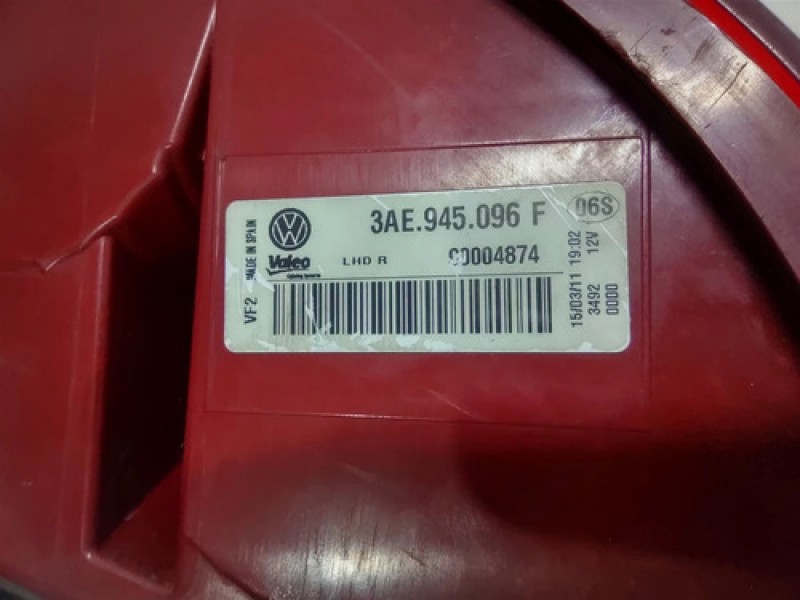 VF2 MADE IN SPAIN
VW
Valeo
LHD R
3AE.945.096 F
06S
90004874
15/03/11 19:02
3492 12V
0000